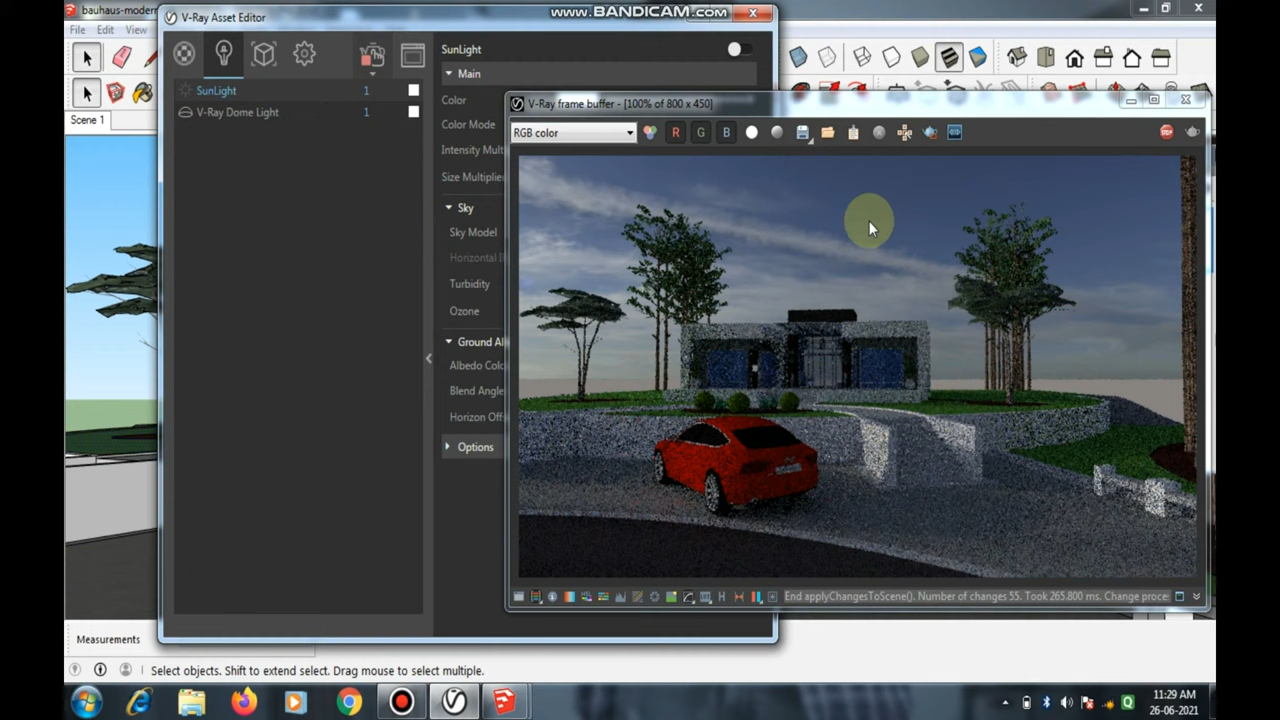 bauhaus-modern
V-Ray Asset Editor
www.BANDICAM.com
File Edit View
SunLight
Main
SunLight 1
V-Ray Dome Light 1
Scene 1
Color
Color Mode
Intensity Mult
Size Multiplie
Sky
Sky Model
Turbidity
Ozone
Albedo Colo
Blend Angle
Horizon Off
Options
V-Ray frame buffer - [100% of 800 x 450]
RGB color
R G B
STOP
H
End applyChangesToScene(). Number of changes 55. Took 265.800 ms. Change proce
Measurements
Select objects. Shift to extend select. Drag mouse to select multiple.
11:29 AM
26-06-2021